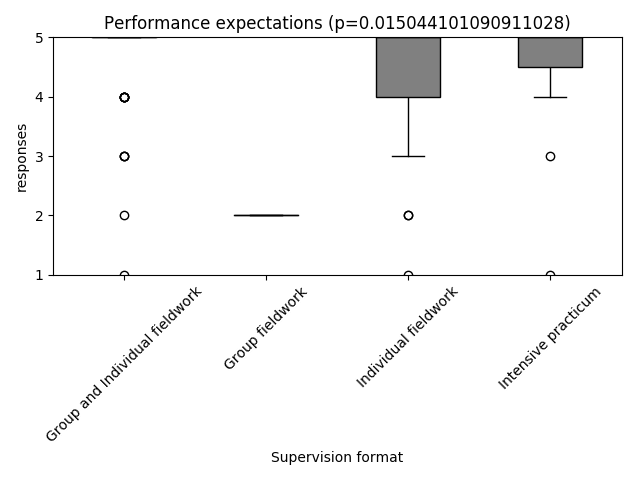 Performance expectations (p=0.015044101090911028)
5
4
3
2
1
responses
Group and Individual fieldwork
Group fieldwork
Individual fieldwork
Intensive practicum
Supervision format